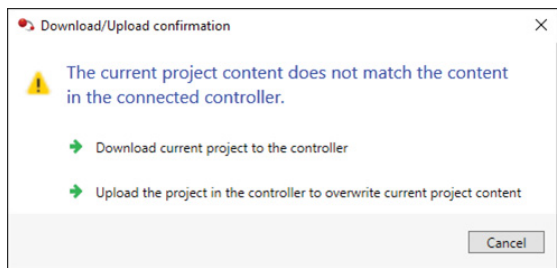 Download/Upload confirmation
The current project content does not match the content
in the connected controller.
Download current project to the controller
Upload the project in the controller to overwrite current project content
Cancel